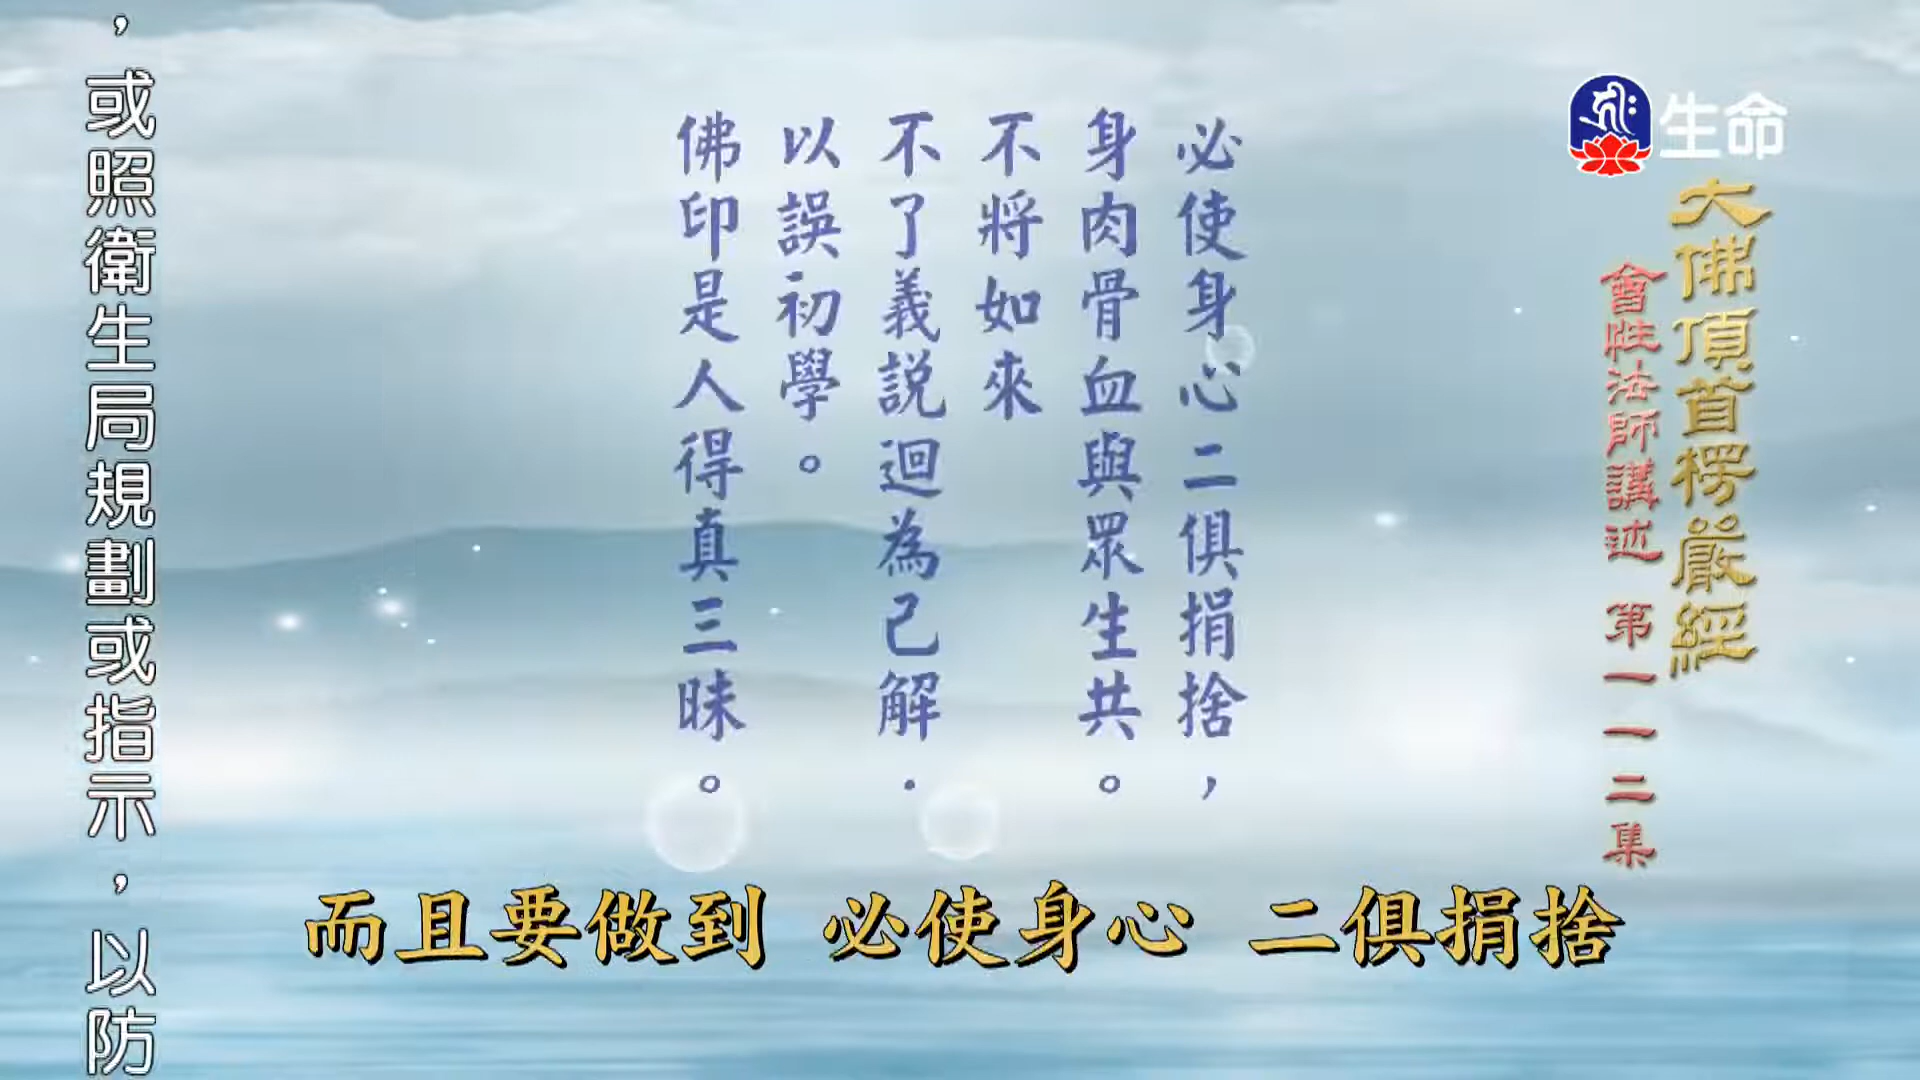 生命
大佛頂首楞嚴經
會性法師講述 第一一二集
必使身心二俱捐捨，
身肉骨血與眾生共。
不將如來
不了義説迴為己解．
以誤初學。
佛印是人得真三昧。
，或照衛生局規劃或指示，以防
而且要做到 必使身心 二俱捐捨